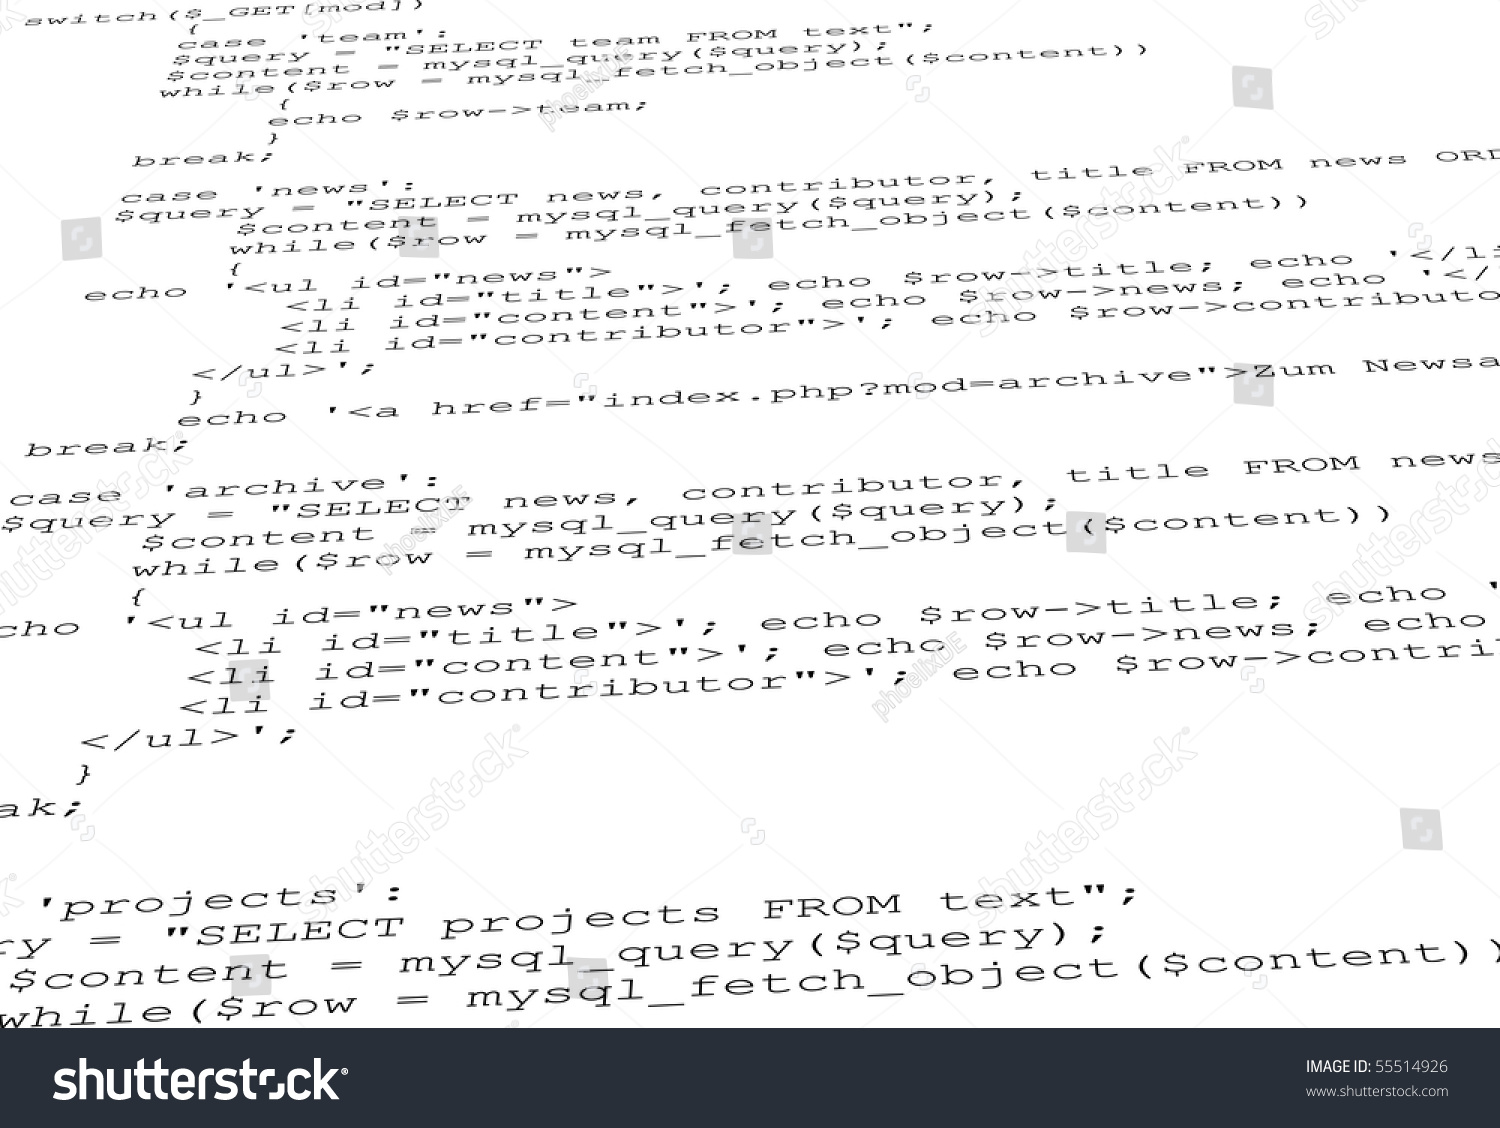 switch($_GET[mod])
{
case 'team':
$query = "SELECT team FROM text";
$content = mysql_query($query);
while($row = mysql_fetch_object($content))
{
echo $row->team;
}
break;
case 'news':
$query = "SELECT news, contributor, title FROM news
$content = mysql_query($query);
while($row = mysql_fetch_object($content))
{
echo '<ul id="news">
<li id="title">'; echo $row->title; echo '</li
<li id="content">'; echo $row->news; echo '</
<li id="contributor">'; echo $row->contributo
</ul>';
}
echo '<a href="index.php?mod=archive">Zum Newsa
break;
case 'archive':
$query = "SELECT news, contributor, title FROM news
$content = mysql_query($query);
while($row = mysql_fetch_object($content))
{
cho '<ul id="news">
<li id="title">'; echo $row->title; echo '
<li id="content">'; echo $row->news; echo
<li id="contributor">'; echo $row->contri
</ul>';
}
ak;
'projects':
ry = "SELECT projects FROM text";
$content = mysql_query($query);
while($row = mysql_fetch_object($content))
shutterstock
IMAGE ID: 55514926
www.shutterstock.com